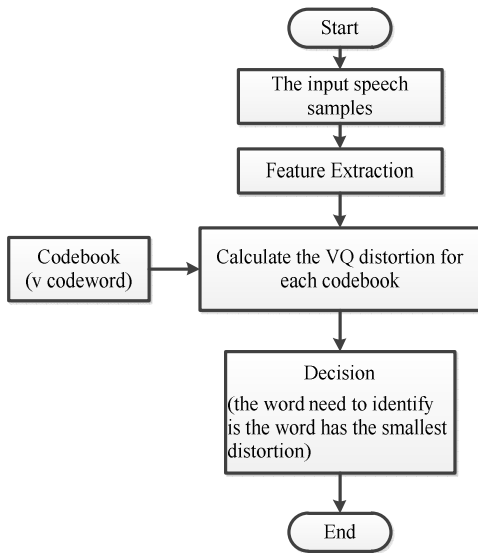 Start
The input speech
samples
Feature Extraction
Codebook
(v codeword)
Calculate the VQ distortion for
each codebook
Decision
(the word need to identify
is the word has the smallest
distortion)
End